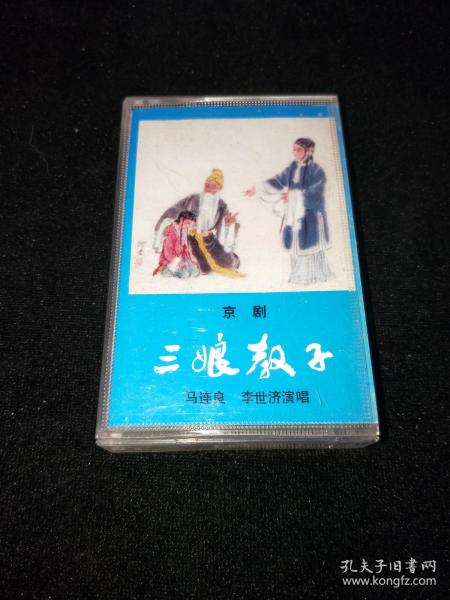 京 剧
三娘教子
马连良 李世济演唱
孔夫子旧书网
www.kongfz.com